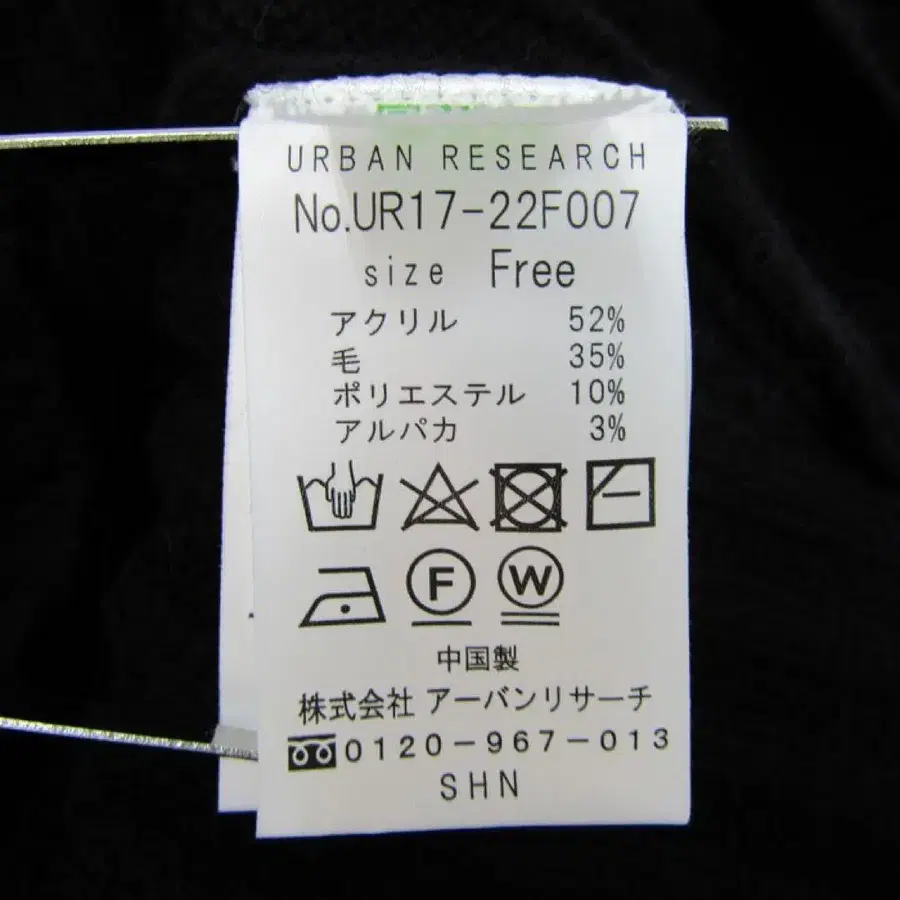 URBAN RESEARCH
No.UR17-22F007
size Free
アクリル 52%
毛 35%
ポリエステル 10%
アルパカ 3%
F W
中国製
株式会社 アーバンリサーチ
0120-967-013
SHN